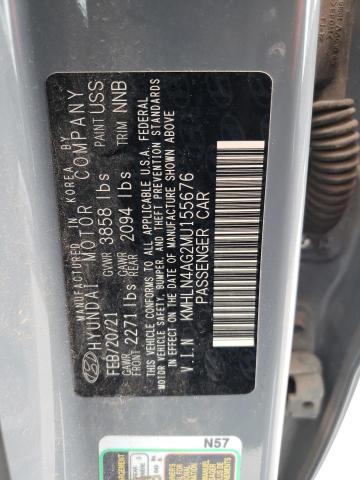 MANUFACTURED IN KOREA BY
HYUNDAI MOTOR COMPANY
FEB/20/21 GVWR 3858 lbs PAINT USS
GAWR FRONT 2271 lbs GAWR REAR 2094 lbs TRIM NNB
THIS VEHICLE CONFORMS TO ALL APPLICABLE U.S.A. FEDERAL
MOTOR VEHICLE SAFETY, BUMPER, AND THEFT PREVENTION
STANDARDS IN EFFECT ON THE DATE OF MANUFACTURE SHOWN ABOVE
V.I.N KMHLN4AG2MU155676
PASSENGER CAR
N57